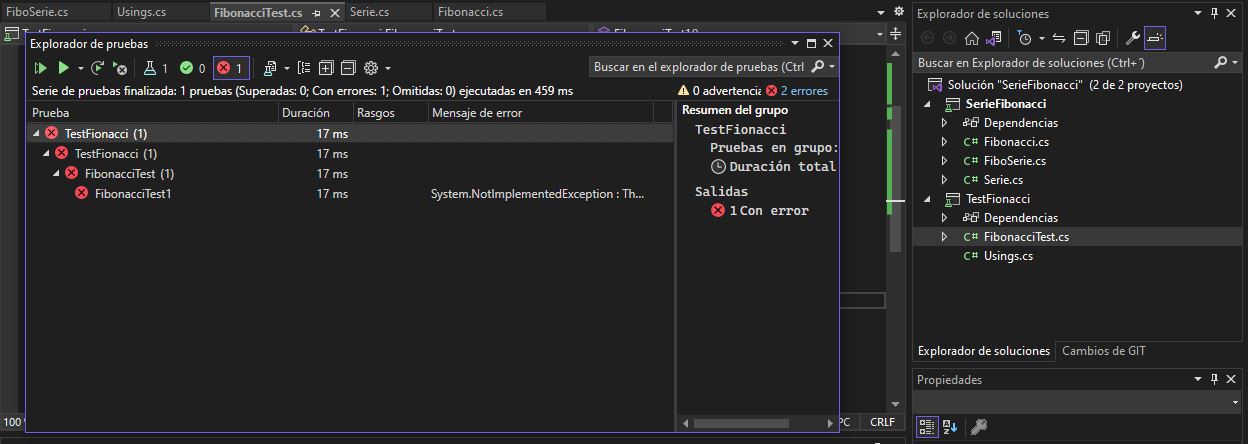 FiboSerie.cs Usings.cs FibonacciTest.cs Serie.cs Fibonacci.cs
Explorador de pruebas
1 0 1
Buscar en el explorador de pruebas (Ctrl
Serie de pruebas finalizada: 1 pruebas (Superadas: 0; Con errores: 1; Omitidas: 0) ejecutadas en 459 ms
0 advertencia 2 errores
Prueba Duración Rasgos Mensaje de error
TestFionacci (1) 17 ms
TestFionacci (1) 17 ms
FibonacciTest (1) 17 ms
FibonacciTest1 17 ms System.NotImplementedException : Th...
Resumen del grupo
TestFionacci
Pruebas en grupo:
Duración total
Salidas
1 Con error
100 %
CRLF
Explorador de soluciones
Buscar en Explorador de soluciones (Ctrl+´)
Solución "SerieFibonacci" (2 de 2 proyectos)
SerieFibonacci
Dependencias
C# Fibonacci.cs
C# FiboSerie.cs
C# Serie.cs
TestFionacci
Dependencias
C# FibonacciTest.cs
C# Usings.cs
Explorador de soluciones Cambios de GIT
Propiedades